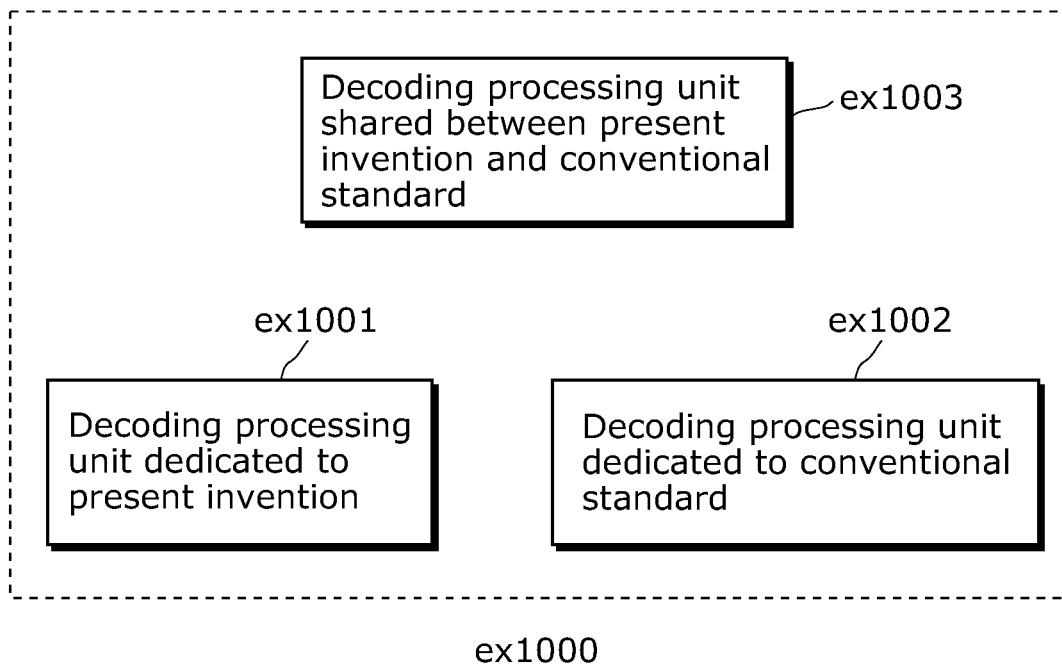 Decoding processing unit
shared between present
invention and conventional
standard
ex1003
ex1001
Decoding processing
unit dedicated to
present invention
ex1002
Decoding processing unit
dedicated to conventional
standard
ex1000